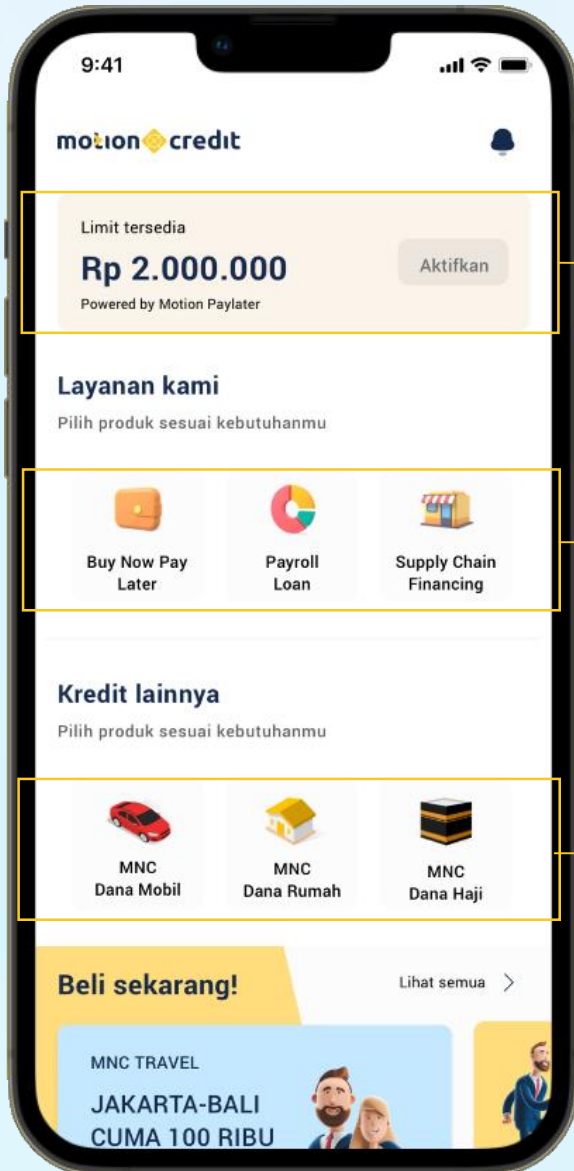 9:41
motion credit
Limit tersedia
Rp 2.000.000
Aktifkan
Powered by Motion Paylater
Layanan kami
Pilih produk sesuai kebutuhanmu
Buy Now Pay
Later
Payroll
Loan
Supply Chain
Financing
Kredit lainnya
Pilih produk sesuai kebutuhanmu
MNC
Dana Mobil
MNC
Dana Rumah
MNC
Dana Haji
Beli sekarang!
Lihat semua
MNC TRAVEL
JAKARTA-BALI
CUMA 100 RIBU